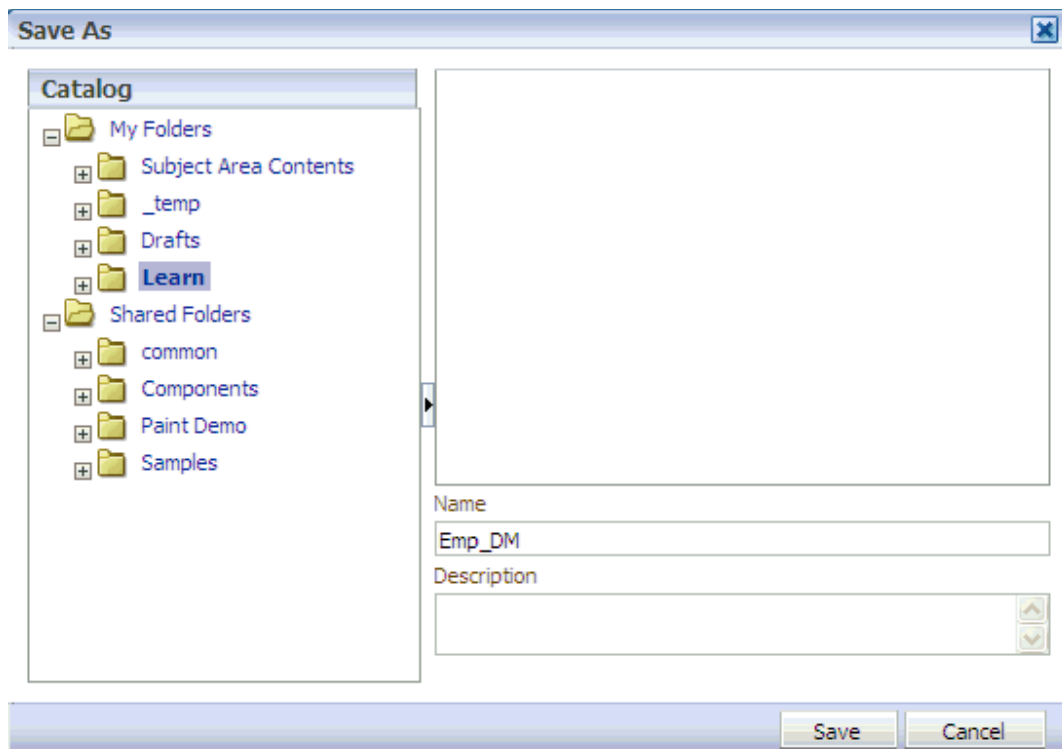 Save As
Catalog
My Folders
Subject Area Contents
_temp
Drafts
Learn
Shared Folders
common
Components
Paint Demo
Samples
Name
Emp_DM
Description
Save
Cancel